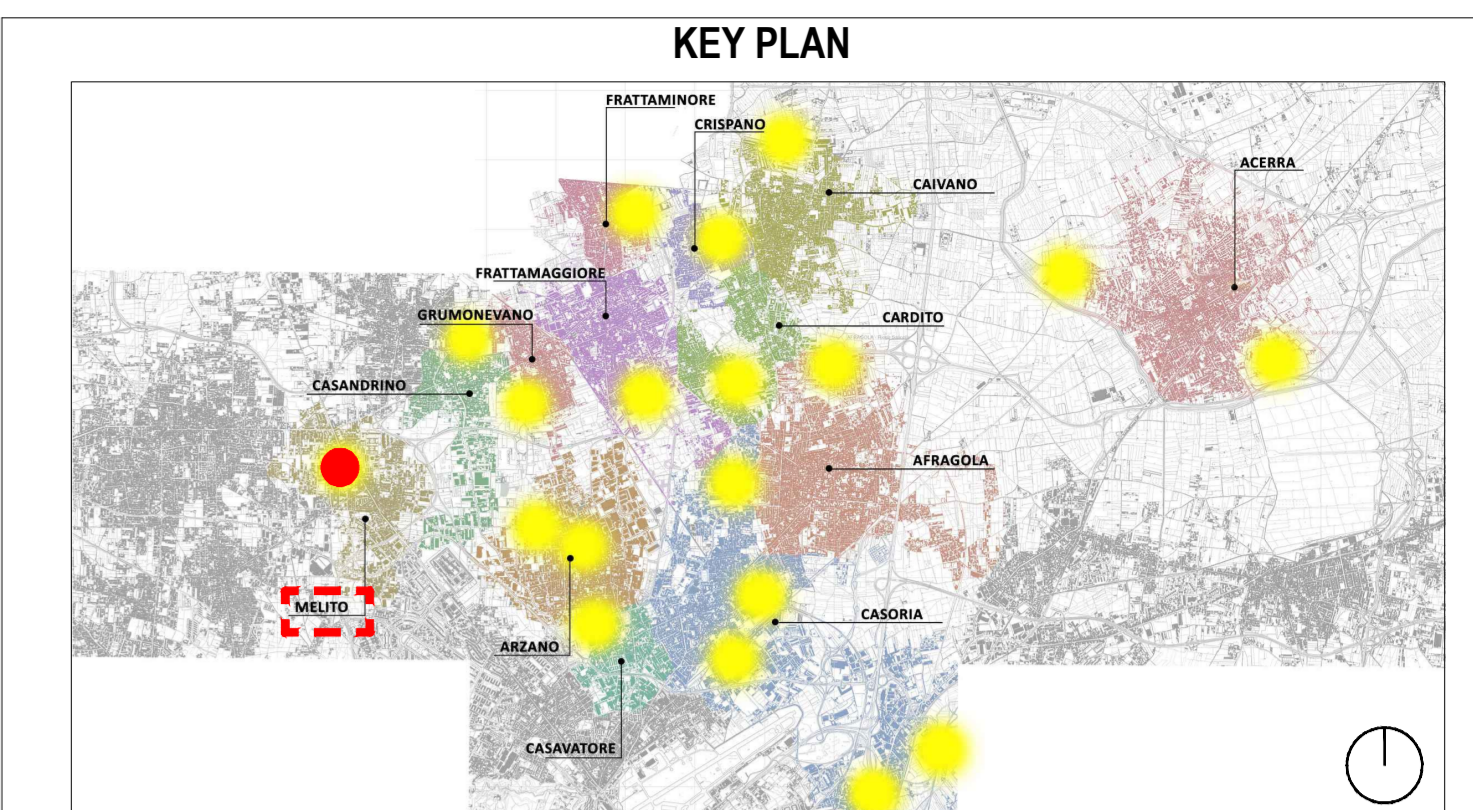 KEY PLAN
FRATTAMINORE
CRISPANO
ACERRA
CAIVANO
FRATTAMAGGIORE
GRUMONEVANO
CARDITO
CASANDRINO
AFRAGOLA
MELITO
CASORIA
ARZANO
CASAVATORE